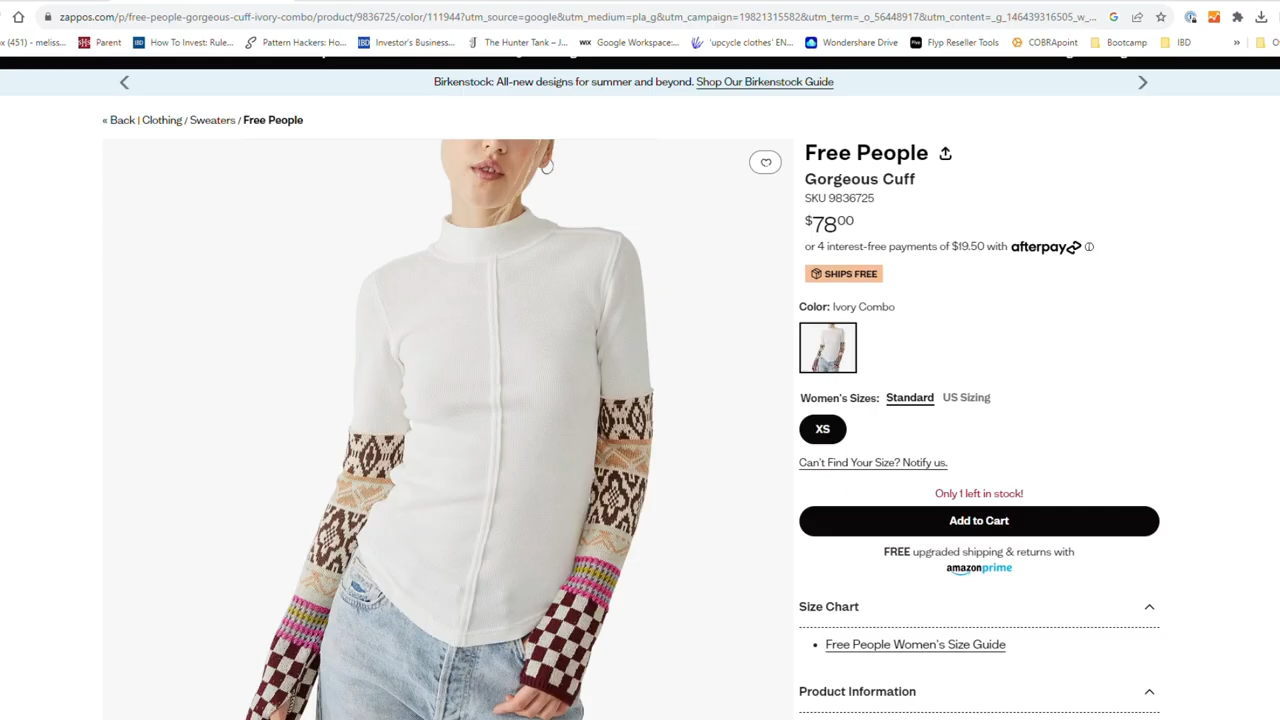 zappos.com/p/free-people-gorgeous-cuff-ivory-combo/product/9836725/color/111944?utm_source=google&utm_medium=pla_g&utm_campaign=19821315582&utm_term=_o_56448917&utm_content=_g_146439316505_w_...
x (451) - meliss...
Parent
IBD How To Invest: Rule...
Pattern Hackers: Ho...
IBD Investor's Business...
The Hunter Tank – J...
WIX Google Workspace:...
'upcycle clothes' EN...
Wondershare Drive
Flyp Flyp Reseller Tools
COBRApoint
Bootcamp
IBD
»
Birkenstock: All-new designs for summer and beyond. Shop Our Birkenstock Guide
« Back | Clothing / Sweaters / Free People
Free People
Gorgeous Cuff
SKU 9836725
$78.00
or 4 interest-free payments of $19.50 with afterpay
SHIPS FREE
Color: Ivory Combo
Women's Sizes: Standard US Sizing
XS
Can't Find Your Size? Notify us.
Only 1 left in stock!
Add to Cart
FREE upgraded shipping & returns with
amazonprime
Size Chart
• Free People Women's Size Guide
Product Information